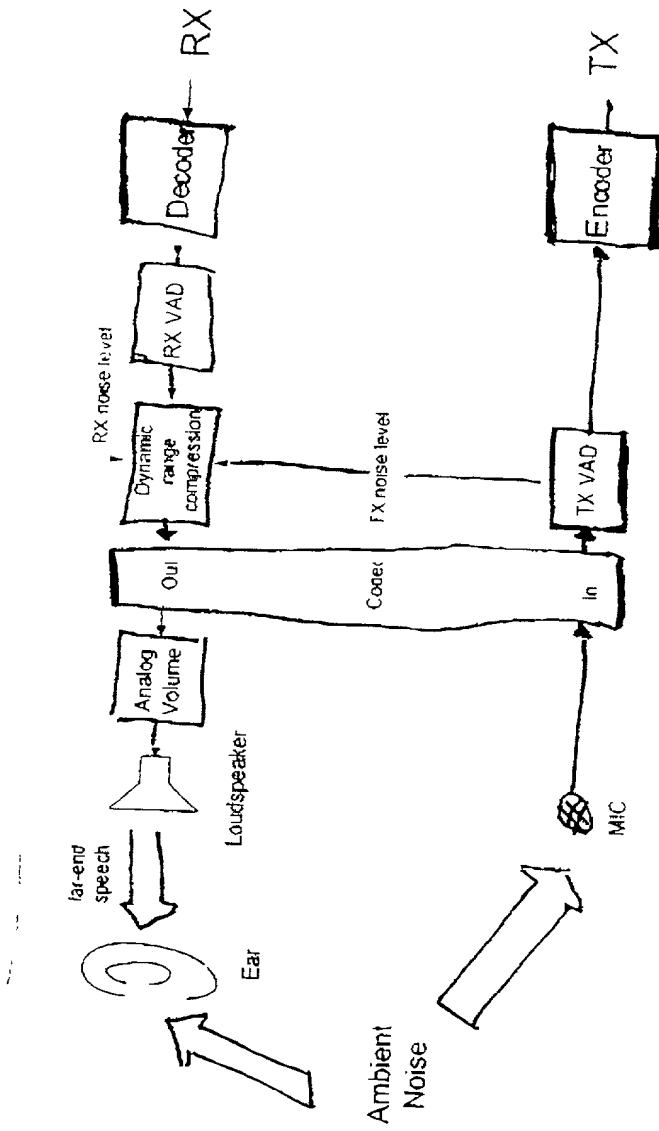 RX
Decoder
RX VAD
RX noise level
Dynamic
range
compression
Out
Codec
In
Analog
Volume
Loudspeaker
far-end
speech
Ear
TX noise level
Ambient
Noise
MIC
TX VAD
Encoder
TX